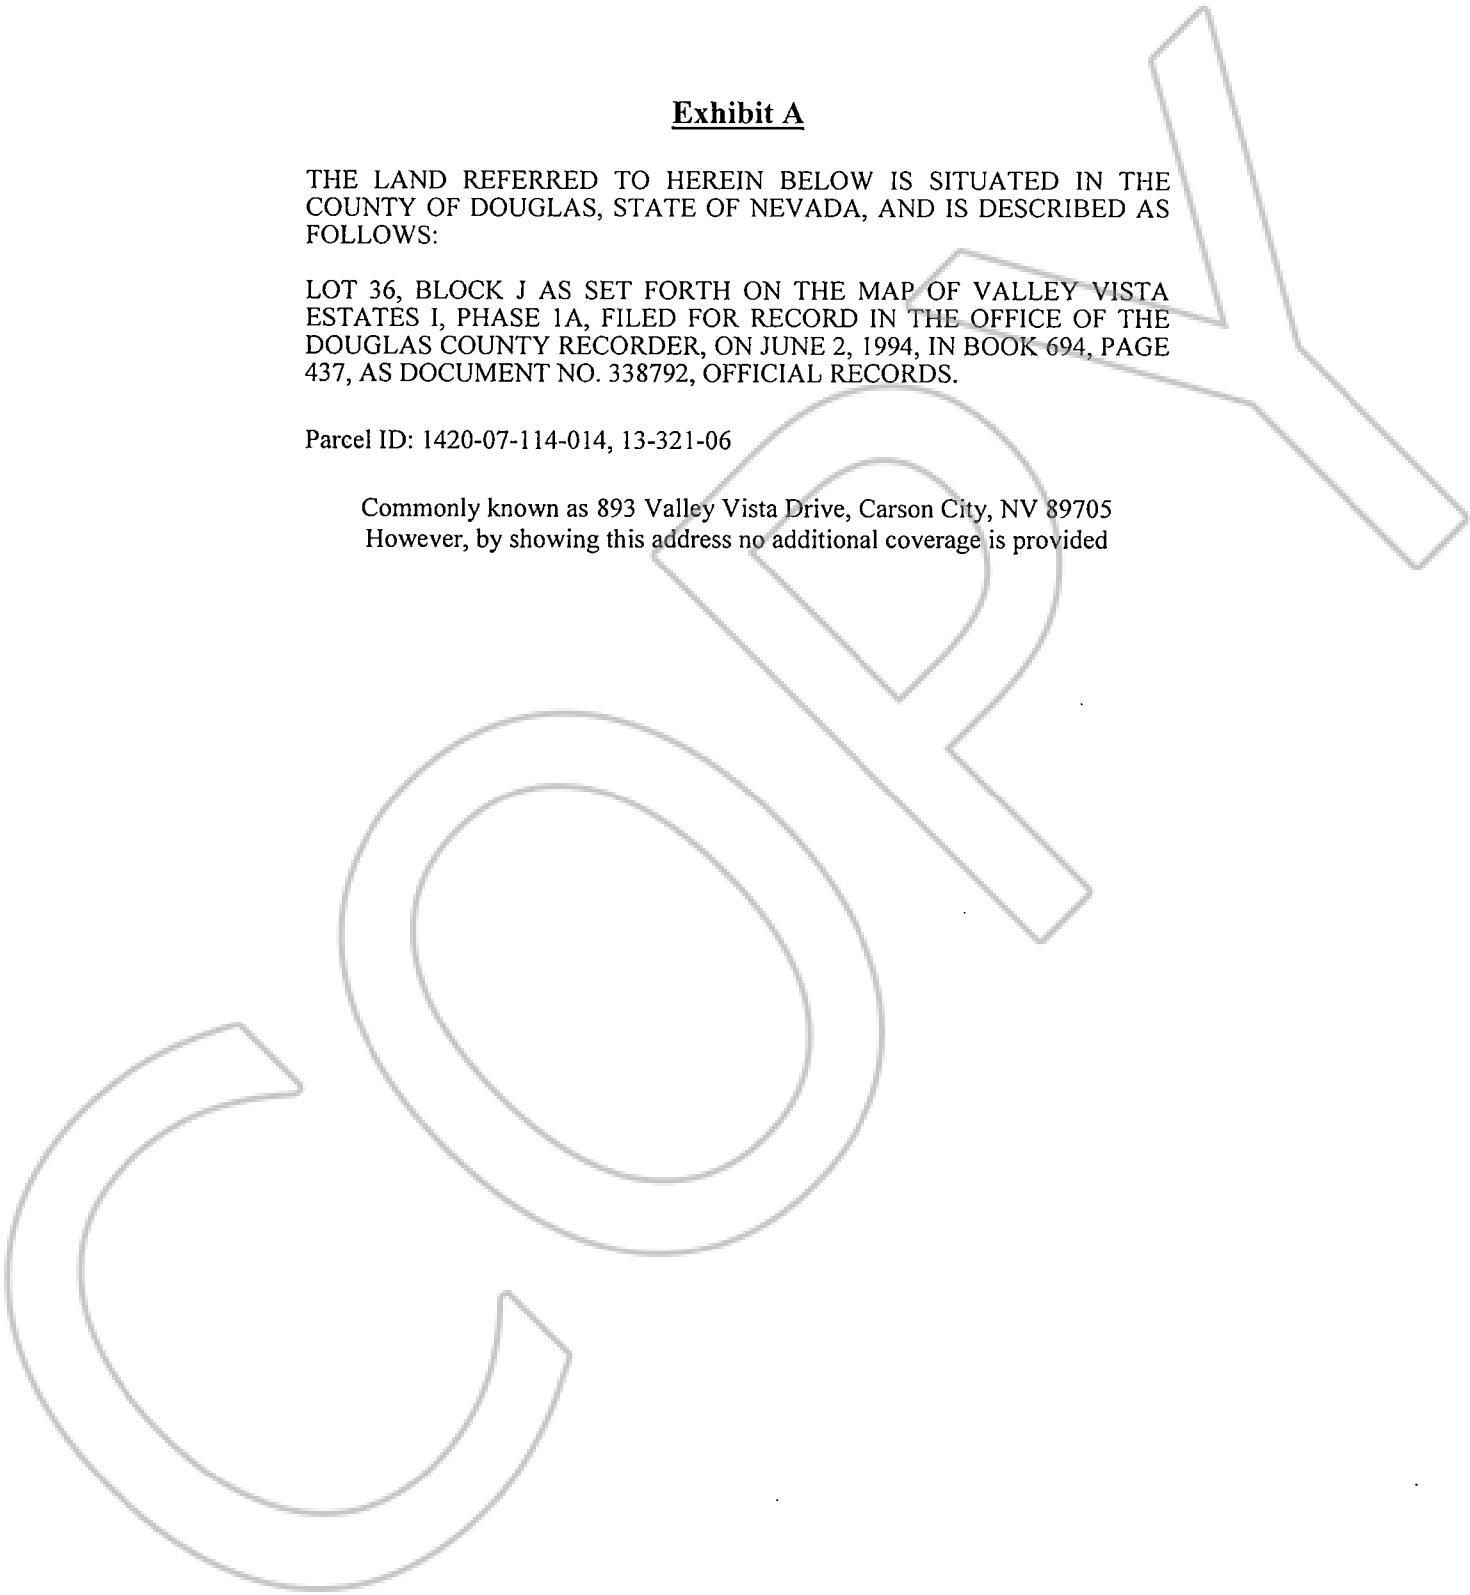 Exhibit A
THE LAND REFERRED TO HEREIN BELOW IS SITUATED IN THE
COUNTY OF DOUGLAS, STATE OF NEVADA, AND IS DESCRIBED AS
FOLLOWS:
LOT 36, BLOCK J AS SET FORTH ON THE MAP OF VALLEY VISTA
ESTATES I, PHASE 1A, FILED FOR RECORD IN THE OFFICE OF THE
DOUGLAS COUNTY RECORDER, ON JUNE 2, 1994, IN BOOK 694, PAGE
437, AS DOCUMENT NO. 338792, OFFICIAL RECORDS.
Parcel ID: 1420-07-114-014, 13-321-06
Commonly known as 893 Valley Vista Drive, Carson City, NV 89705
However, by showing this address no additional coverage is provided
COPY